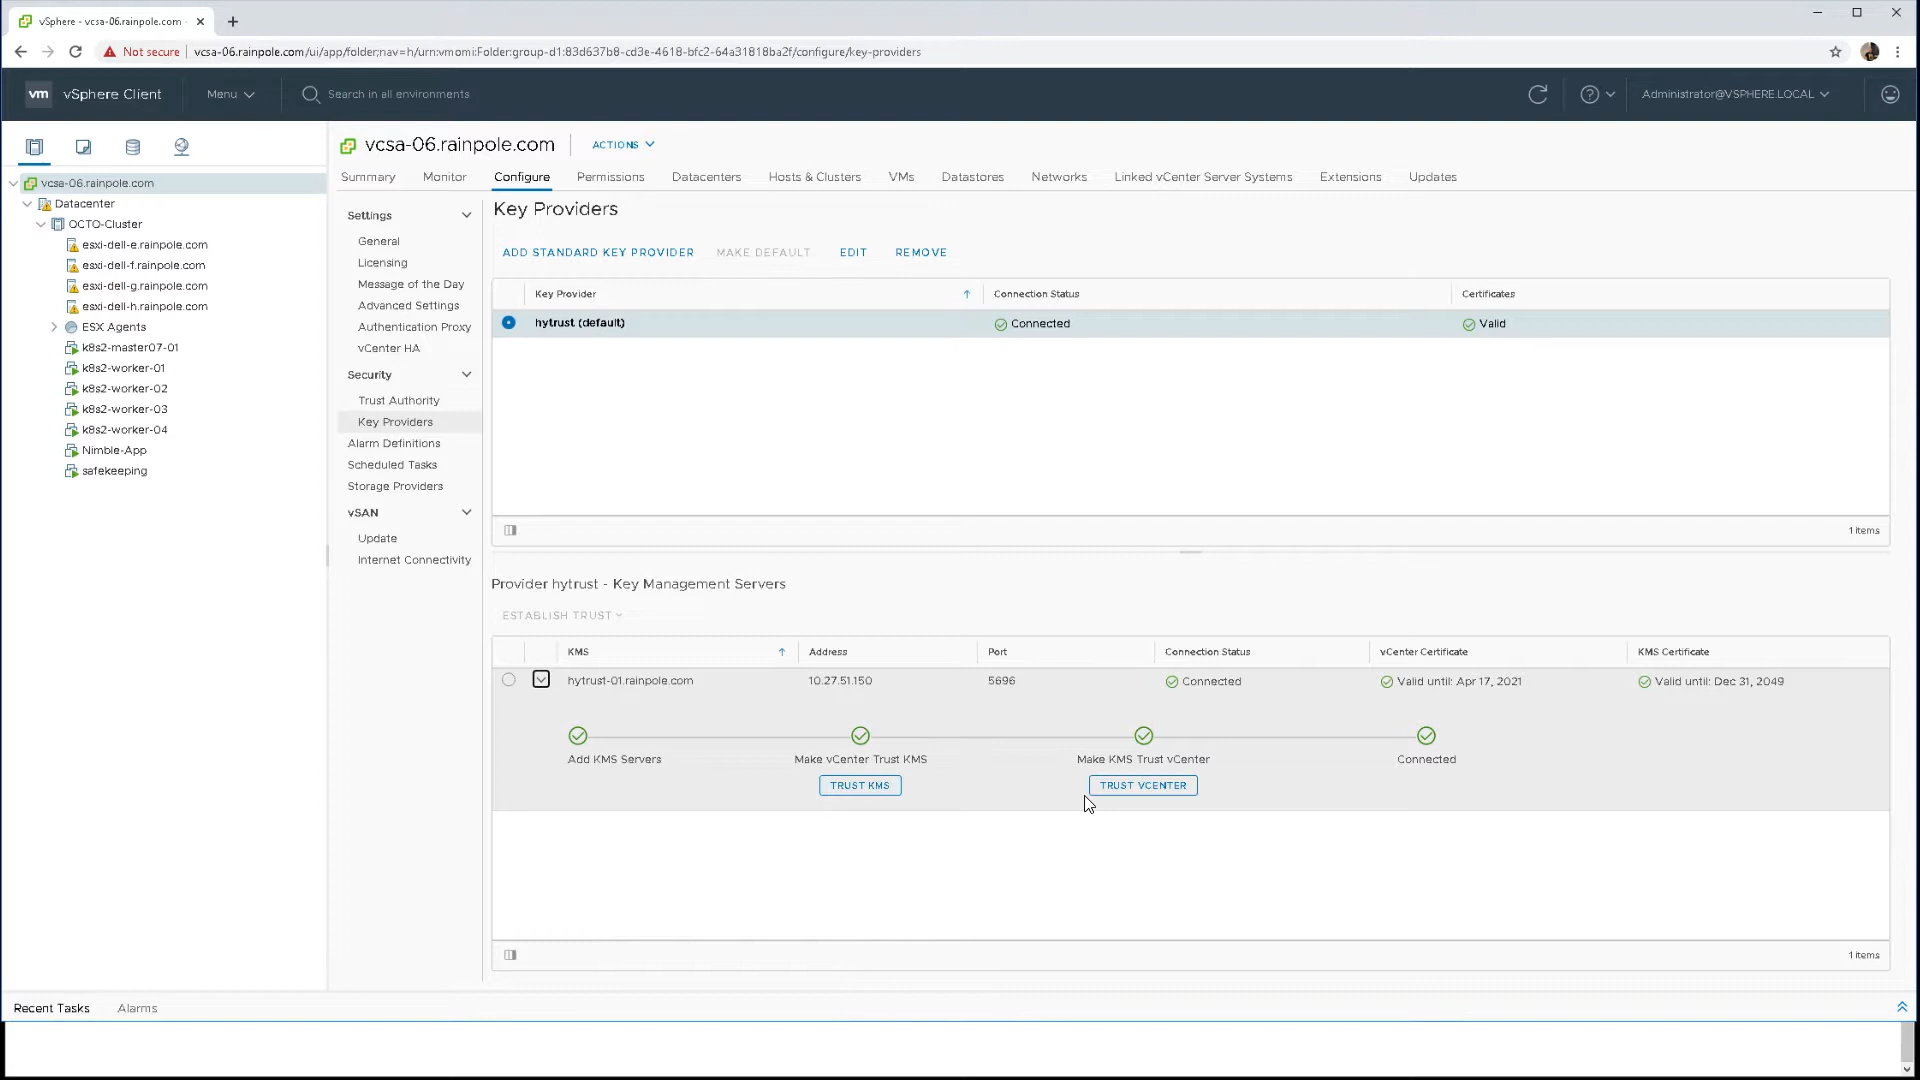 vSphere - vcsa-06.rainpole.com -
Not secure
vcsa-06.rainpole.com/ui/app/folder;nav=h/urn:vmomi:Folder:group-d1:83d637b8-cd3e-4618-bfc2-64a31818ba2f/configure/key-providers
vm
vSphere Client
Menu
Search in all environments
Administrator@VSPHERE.LOCAL
vcsa-06.rainpole.com
Datacenter
OCTO-Cluster
esxi-dell-e.rainpole.com
esxi-dell-f.rainpole.com
esxi-dell-g.rainpole.com
esxi-dell-h.rainpole.com
ESX Agents
k8s2-master07-01
k8s2-worker-01
k8s2-worker-02
k8s2-worker-03
k8s2-worker-04
Nimble-App
safekeeping
vcsa-06.rainpole.com
ACTIONS
Summary Monitor Configure Permissions Datacenters Hosts & Clusters VMs Datastores Networks Linked vCenter Server Systems Extensions Updates
Settings
General
Licensing
Message of the Day
Advanced Settings
Authentication Proxy
vCenter HA
Security
Trust Authority
Key Providers
Alarm Definitions
Scheduled Tasks
Storage Providers
vSAN
Update
Internet Connectivity
Key Providers
ADD STANDARD KEY PROVIDER MAKE DEFAULT EDIT REMOVE
Key Provider Connection Status Certificates
hytrust (default) Connected Valid
1 items
Provider hytrust - Key Management Servers
ESTABLISH TRUST
KMS Address Port Connection Status vCenter Certificate KMS Certificate
hytrust-01.rainpole.com 10.27.51.150 5696 Connected Valid until: Apr 17, 2021 Valid until: Dec 31, 2049
Add KMS Servers Make vCenter Trust KMS Make KMS Trust vCenter Connected
TRUST KMS TRUST VCENTER
1 items
Recent Tasks Alarms